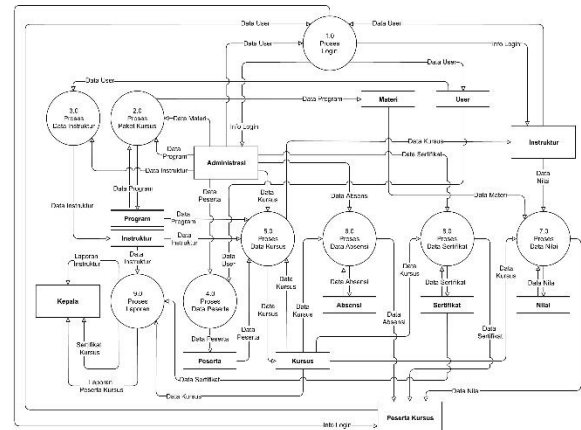 Data User
Data User
Data User
1.0
Proses
Login
Data User
Info Login
Data User
Data User
Materi
User
3.0
Proses
Data Instruktur
2.0
Proses
Paket Kursus
Data Materi
Data Program
Info Login
Data Kursus
Instruktur
Data
Program
Administrasi
Data Sertifikat
Data Instruktur
Data Program
Data
Peserta
Data
Kursus
Data
Absensi
Data
Nilai
Data Materi
Data Instruktur
Program
Data
Program
Instruktur
Data
Instruktur
5.0
Proses
Data Kursus
Proses
Data Absensi
Proses
Data Sertifikat
7.0
Proses
Data Nilai
Laporan
Instruktur
Data
Instruktur
Data
User
Data
Kursus
Data
Kursus
Kepala
9.0
Proses
Laporan
4.0
Proses
Data Peserta
Data
Kursus
Data
Kursus
Data Absensi
Data Sertifikat
Data Nila
Absensi
Sertifikat
Nilai
Sertifikat
Kursus
Data Peserta
Data
Peserta
Data
Absensi
Data
Sertifikat
Peserta
Kursus
Laporan
Peserta Kursus
Data Sertifikat
Data Kursus
Data Nila
Peserta Kursus
Info Login